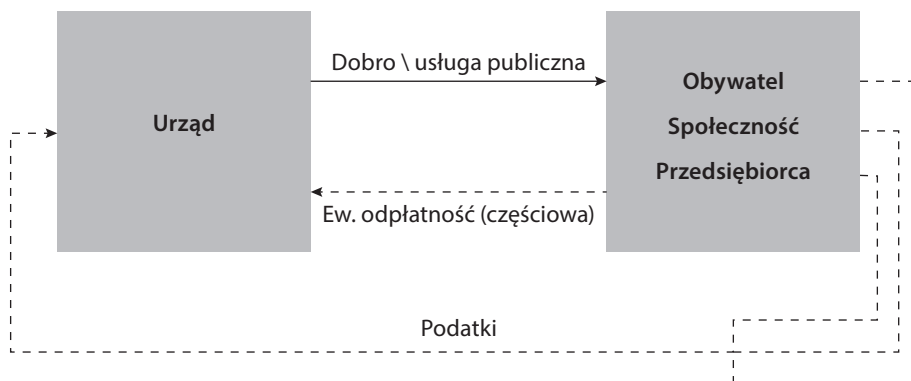 Dobro \ usługa publiczna
Urząd
Obywatel
Społeczność
Przedsiębiorca
Ew. odpłatność (częściowa)
Podatki